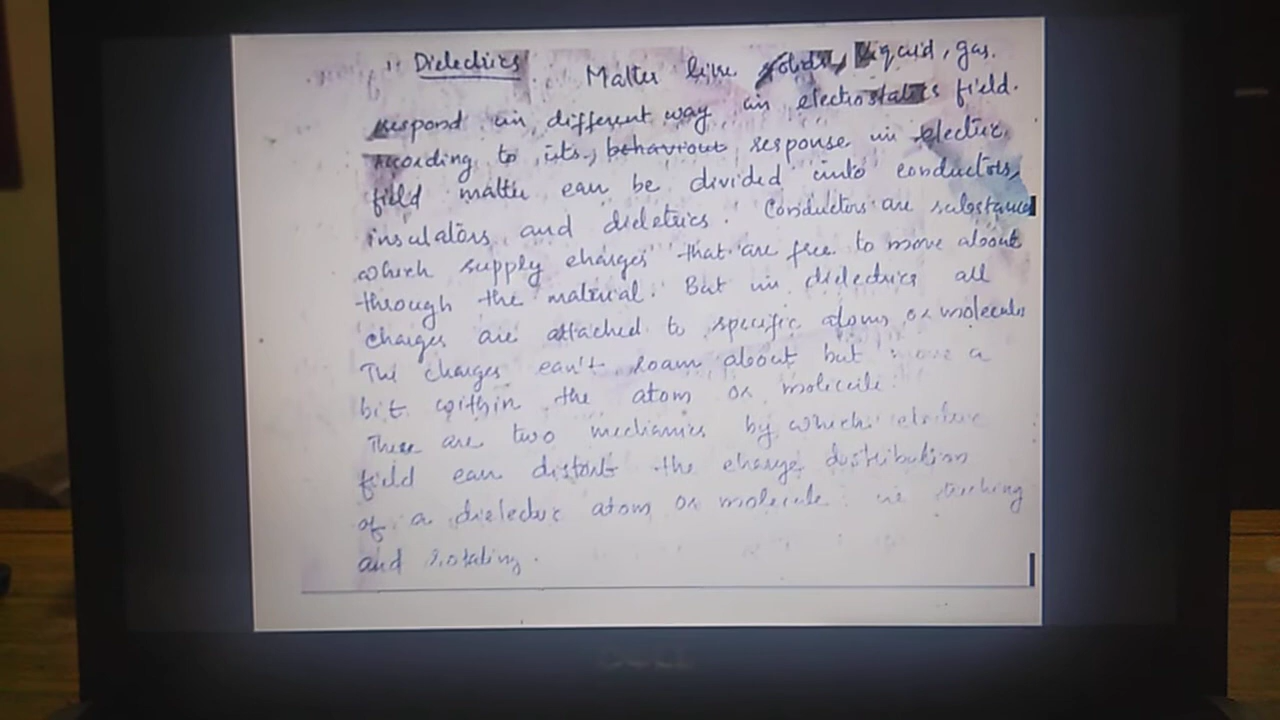 Dielectrics Matter like solids, liquid, gas.
respond in different way in electrostatics field.
According to its, behaviour response in electric
field matter can be divided into conductors,
insulators and dieletrics. Conductors are substances
which supply charges that are free to move about
through the material. But in dielectrics all
charges are attached to specific atoms or molecules
The charges can't roam about but move a
bit within the atom or molecule.
There are two mechanics by which electric
field can distort the charge distribution
of a dielectric atom or molecule ie
and rotating.